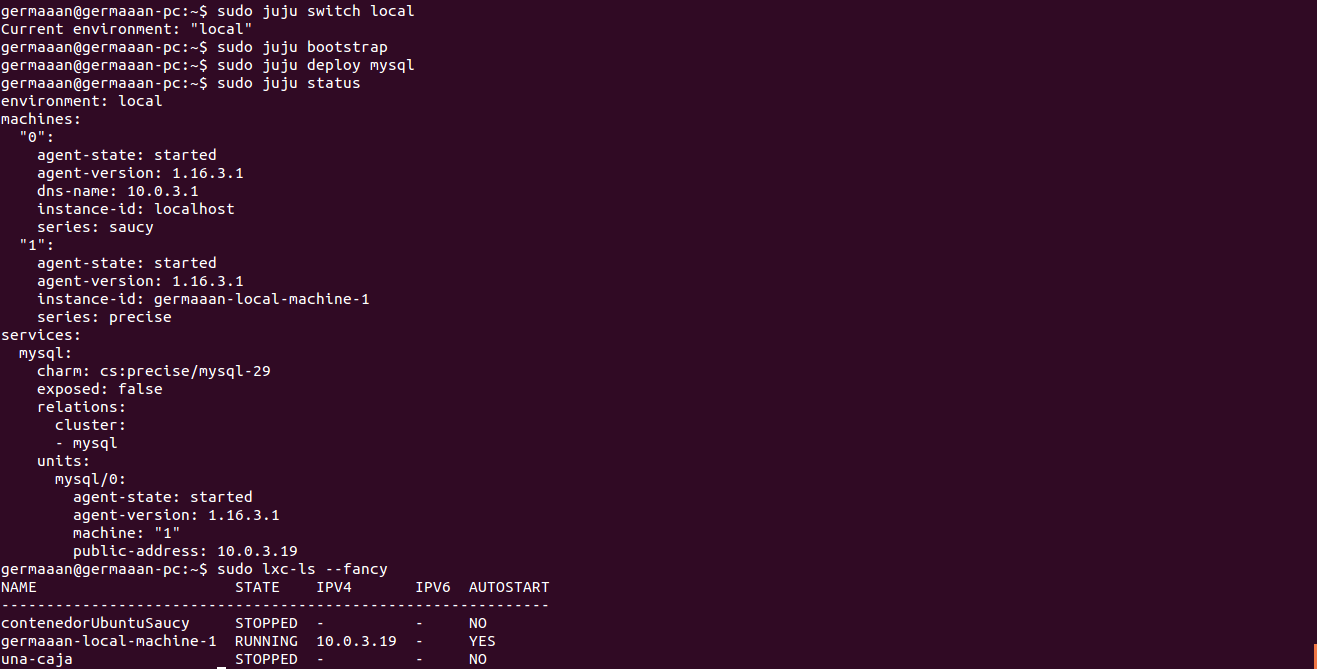 germaaan@germaaan-pc:~$ sudo juju switch local
Current environment: "local"
germaaan@germaaan-pc:~$ sudo juju bootstrap
germaaan@germaaan-pc:~$ sudo juju deploy mysql
germaaan@germaaan-pc:~$ sudo juju status
environment: local
machines:
  "0":
    agent-state: started
    agent-version: 1.16.3.1
    dns-name: 10.0.3.1
    instance-id: localhost
    series: saucy
  "1":
    agent-state: started
    agent-version: 1.16.3.1
    instance-id: germaaan-local-machine-1
    series: precise
services:
  mysql:
    charm: cs:precise/mysql-29
    exposed: false
    relations:
      cluster:
      - mysql
    units:
      mysql/0:
        agent-state: started
        agent-version: 1.16.3.1
        machine: "1"
        public-address: 10.0.3.19
germaaan@germaaan-pc:~$ sudo lxc-ls --fancy
NAME                      STATE    IPV4       IPV6  AUTOSTART
-------------------------------------------------------------
contenedorUbuntuSaucy     STOPPED  -          -     NO
germaaan-local-machine-1  RUNNING  10.0.3.19  -     YES
una-caja                  STOPPED  -          -     NO